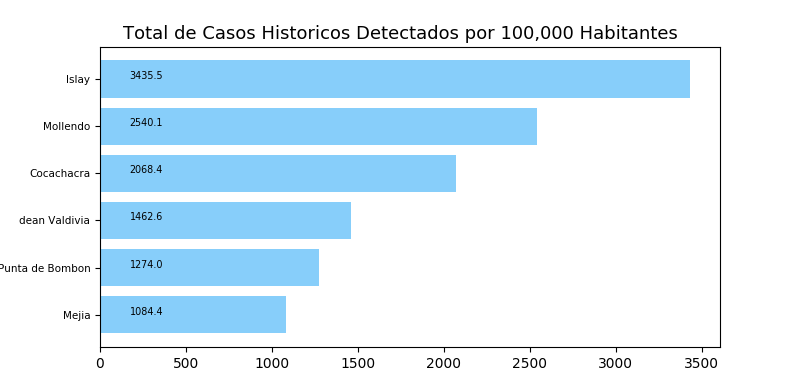 Total de Casos Historicos Detectados por 100,000 Habitantes
Islay 3435.5
Mollendo 2540.1
Cocachacra 2068.4
dean Valdivia 1462.6
Punta de Bombon 1274.0
Mejia 1084.4
0 500 1000 1500 2000 2500 3000 3500